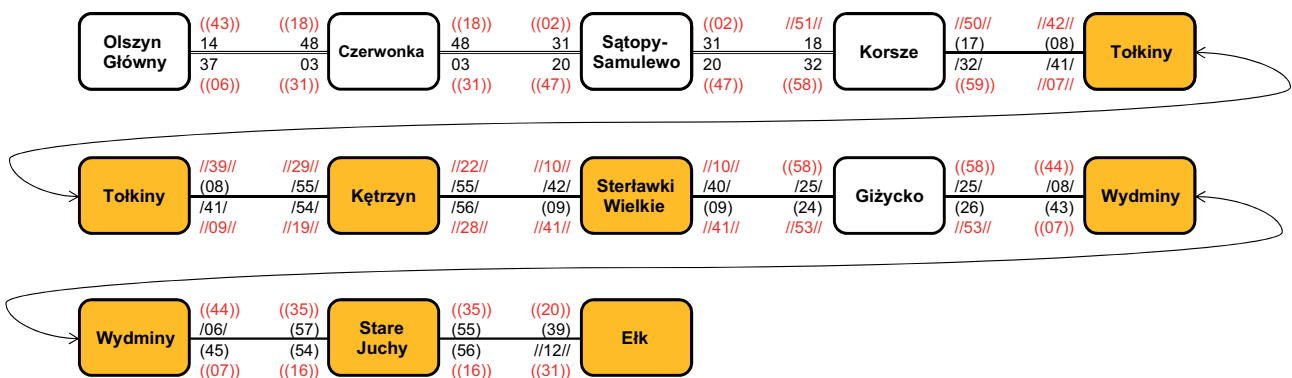 ((43)) ((18)) ((18)) ((02)) ((02)) //51// //50// //42//
Olszyn Główny 14 48 Czerwonka 48 31 Sątopy-Samulewo 31 18 Korsze (17) (08) Tołkiny
37 03 03 20 20 32 /32/ /41/
((06)) ((31)) ((31)) ((47)) ((47)) ((58)) ((59)) //07//
//39// //29// //22// //10// //10// ((58)) ((58)) ((44))
Tołkiny (08) /55/ Kętrzyn /55/ /42/ Sterławki Wielkie /40/ /25/ Giżycko /25/ /08/ Wydminy
/41/ /54/ /56/ (09) (09) (24) (26) (43)
//09// //19// //28// //41// //41// //53// //53// ((07))
((44)) ((35)) ((35)) ((20))
Wydminy /06/ (57) Stare Juchy (55) (39) Ełk
(45) (54) (56) //12//
((07)) ((16)) ((16)) ((31))